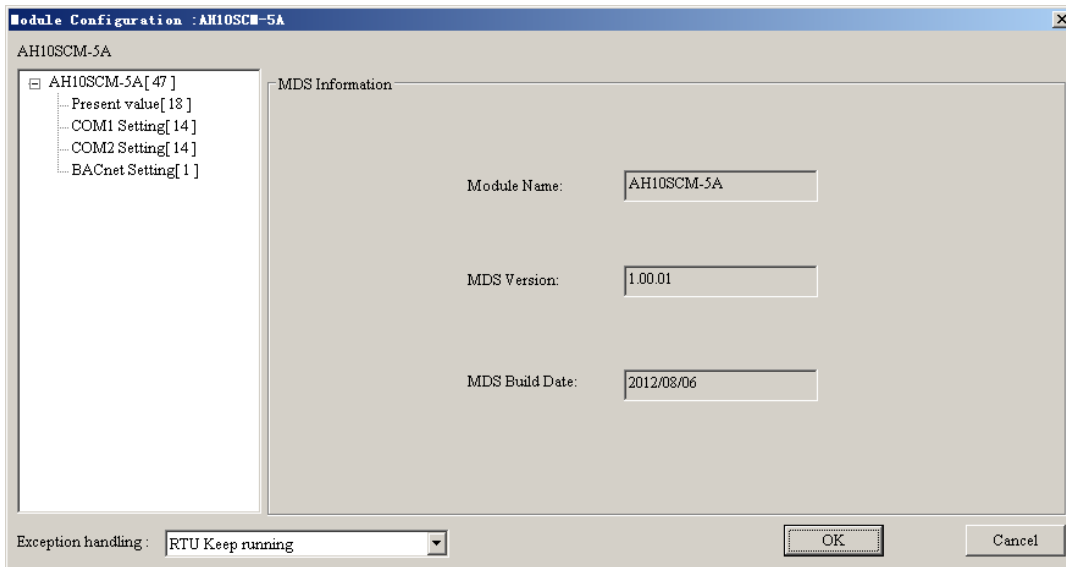 Module Configuration :AH10SCM-5A
AH10SCM-5A
AH10SCM-5A[ 47 ]
Present value[ 18 ]
COM1 Setting[ 14 ]
COM2 Setting[ 14 ]
BACnet Setting[ 1 ]
MDS Information
Module Name: AH10SCM-5A
MDS Version: 1.00.01
MDS Build Date: 2012/08/06
Exception handling : RTU Keep running
OK Cancel